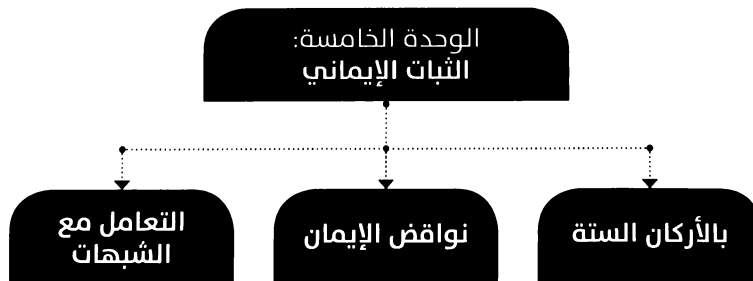 الوحدة الخامسة:
الثبات الإيماني
بالأركان الستة
نواقض الإيمان
التعامل مع
الشبهات